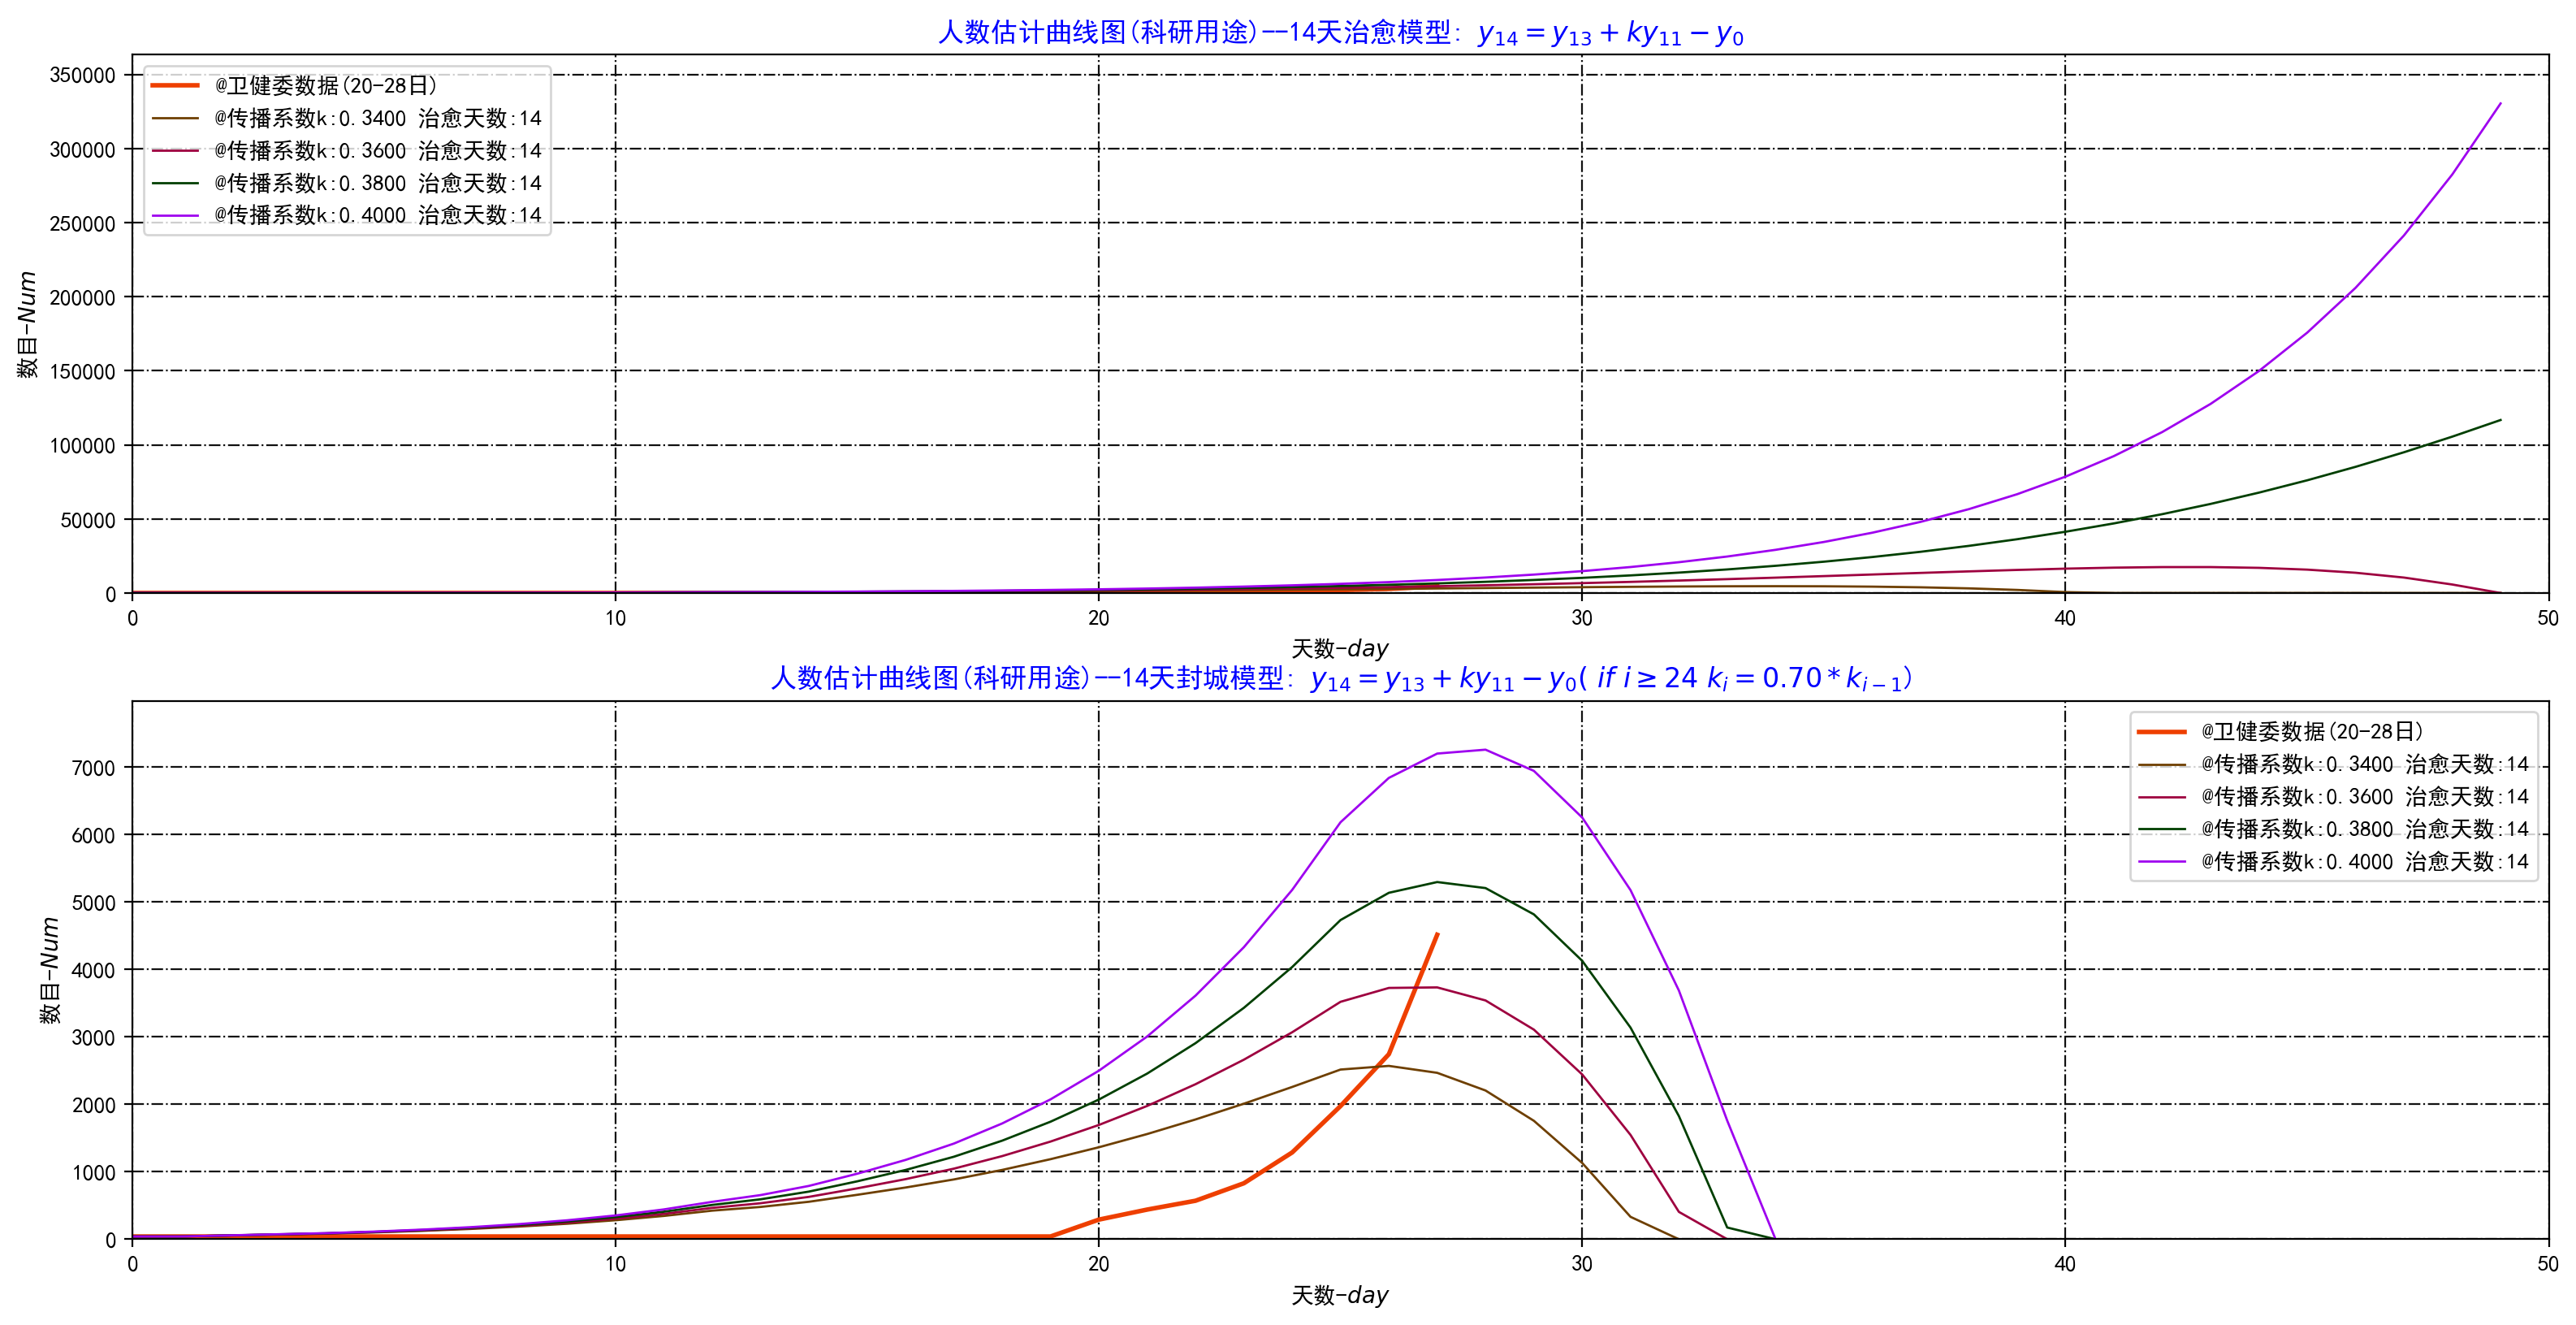 人数估计曲线图(科研用途)--14天治愈模型: y₁₄ = y₁₃ + ky₁₁ − y₀
350000
300000
250000
200000
150000
100000
50000
0
数目-Num
@卫健委数据(20-28日)
@传播系数k:0.3400 治愈天数:14
@传播系数k:0.3600 治愈天数:14
@传播系数k:0.3800 治愈天数:14
@传播系数k:0.4000 治愈天数:14
0 10 20 30 40 50
天数-day
人数估计曲线图(科研用途)--14天封城模型: y₁₄ = y₁₃ + ky₁₁ − y₀( if i ≥ 24 kᵢ = 0.70 * kᵢ₋₁)
7000
6000
5000
4000
3000
2000
1000
0
数目-Num
@卫健委数据(20-28日)
@传播系数k:0.3400 治愈天数:14
@传播系数k:0.3600 治愈天数:14
@传播系数k:0.3800 治愈天数:14
@传播系数k:0.4000 治愈天数:14
0 10 20 30 40 50
天数-day